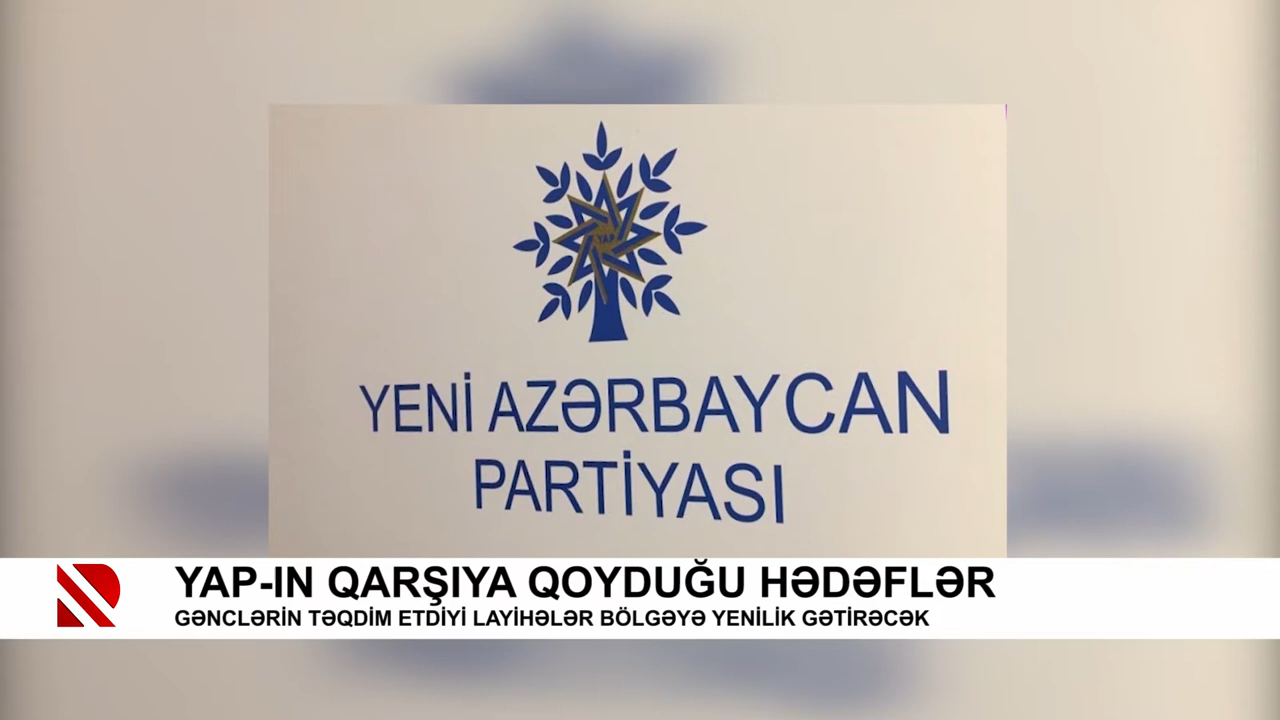 YAP
YENİ AZƏRBAYCAN
PARTİYASI
YAP-IN QARŞIYA QOYDUĞU HƏDƏFLƏR
GƏNCLƏRİN TƏQDİM ETDİYİ LAYİHƏLƏR BÖLGƏYƏ YENİLİK GƏTİRƏCƏK